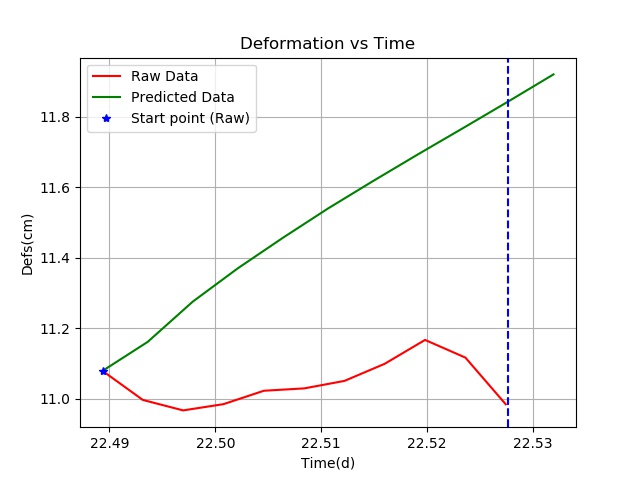 Deformation vs Time
Raw Data
Predicted Data
Start point (Raw)
Defs(cm)
11.8
11.6
11.4
11.2
11.0
22.49 22.50 22.51 22.52 22.53
Time(d)